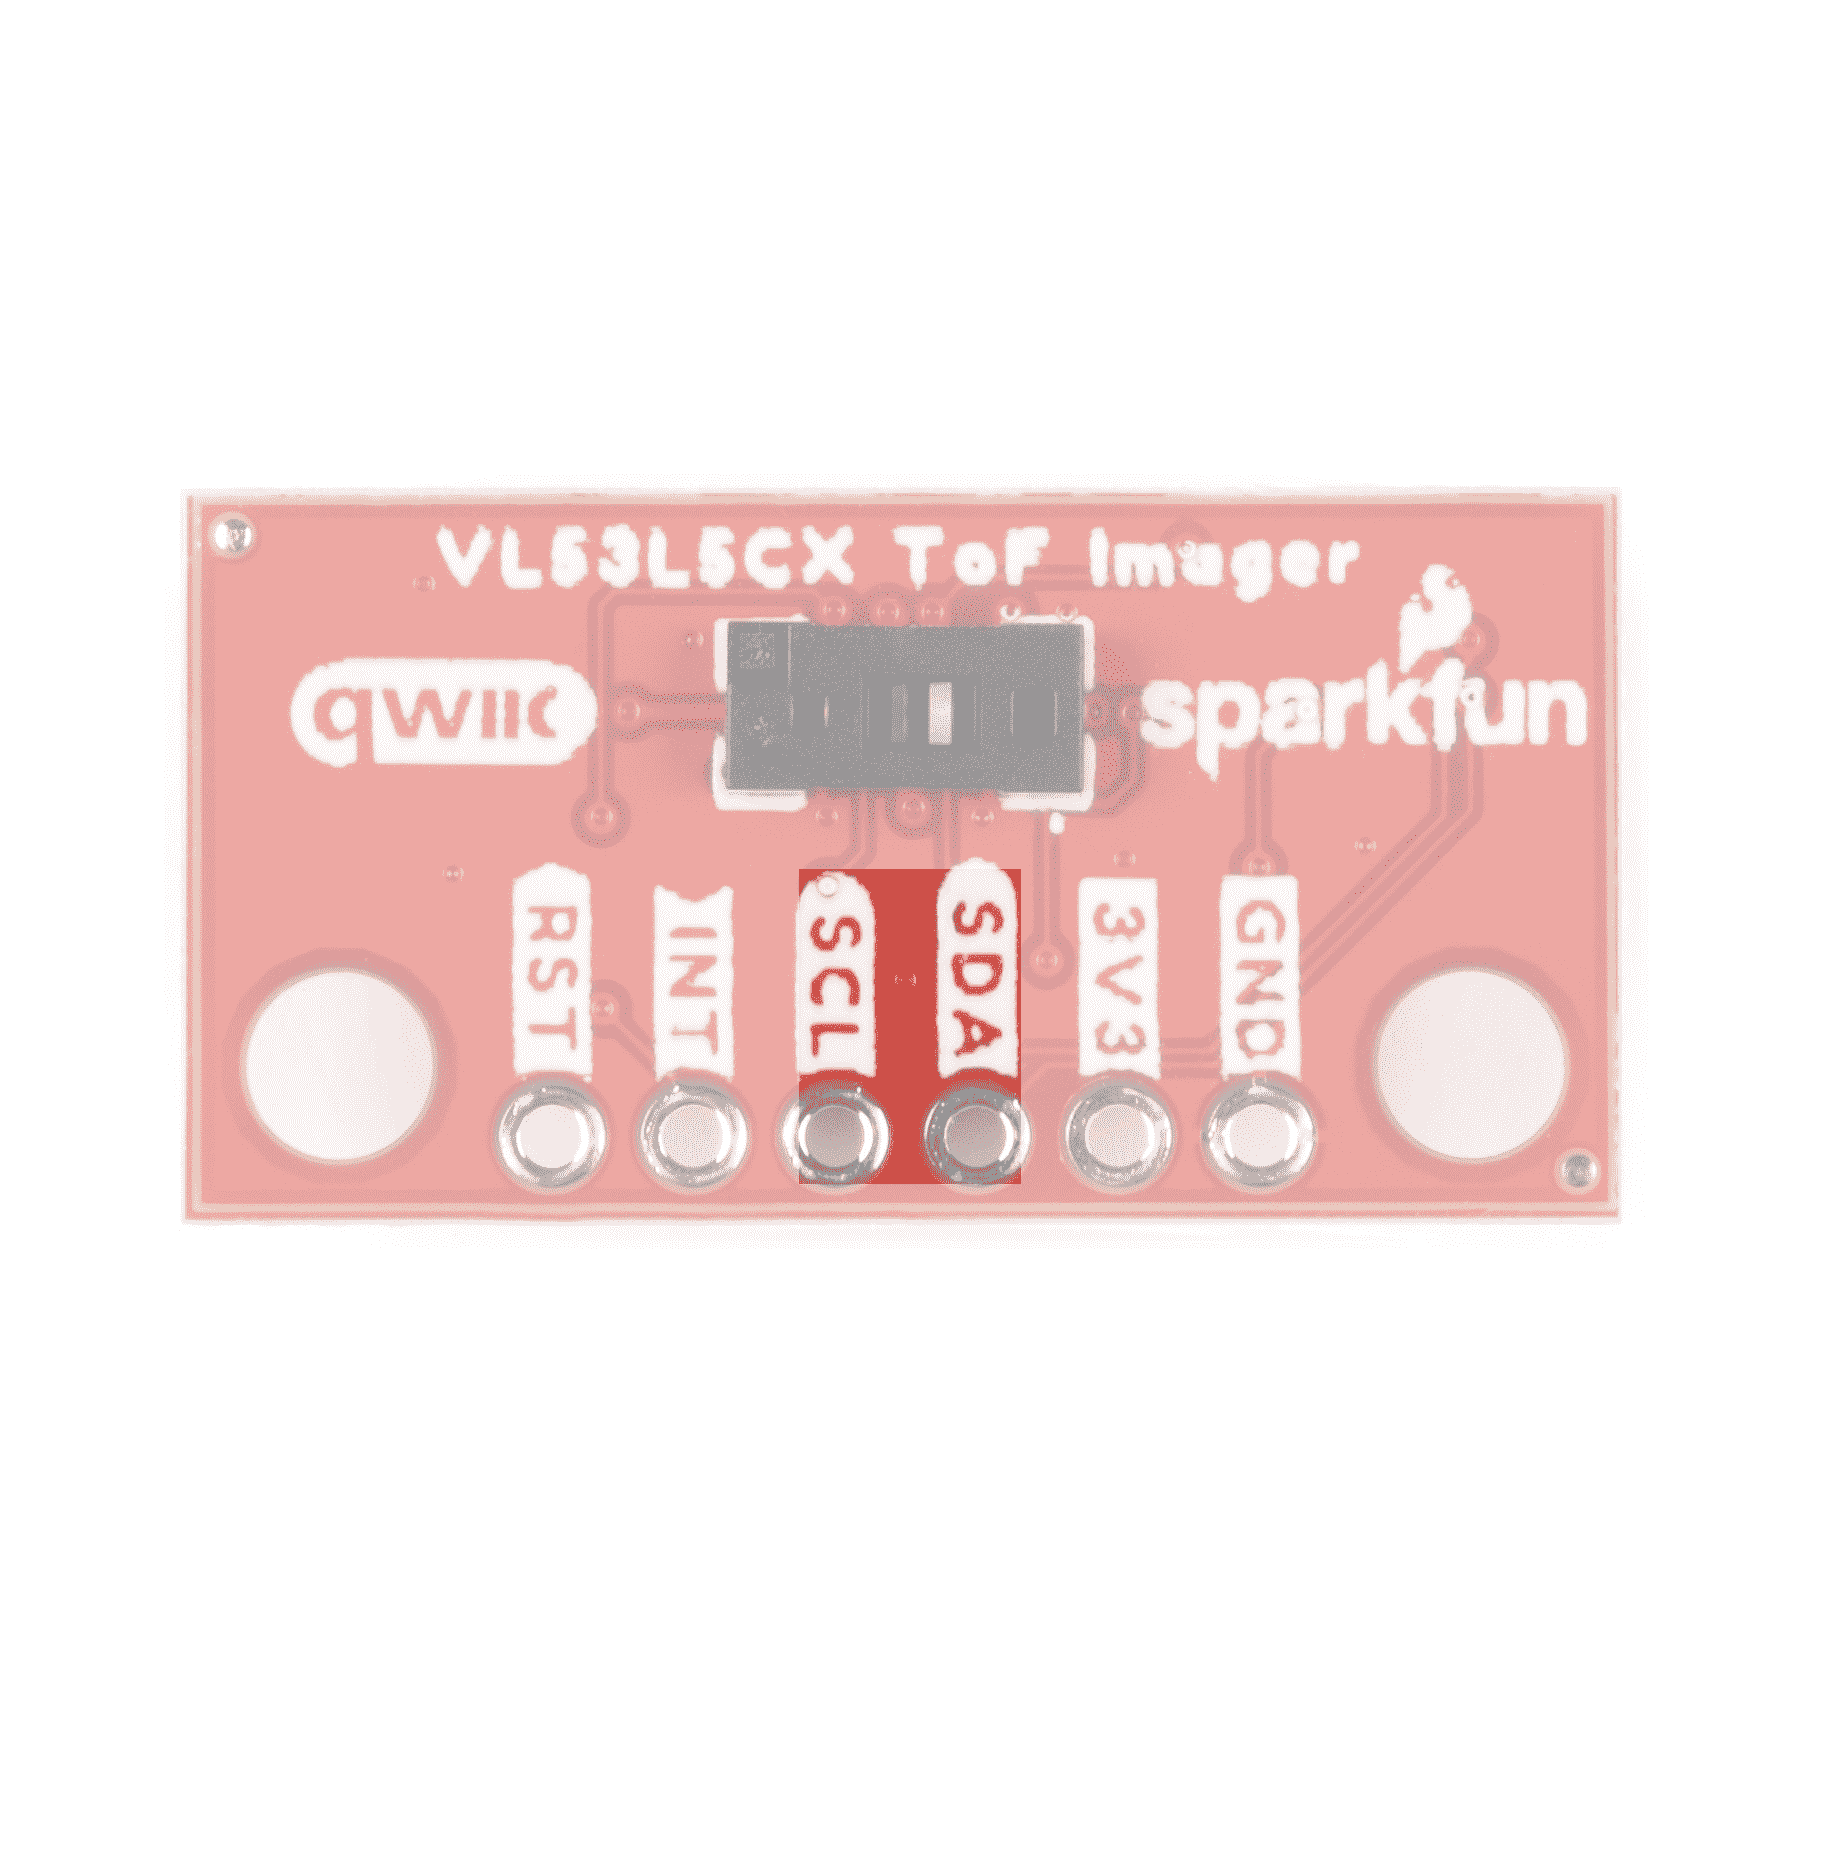 VL53L5CX ToF Imager
qwiic
sparkfun
RST
INT
SCL
SDA
3V3
GND